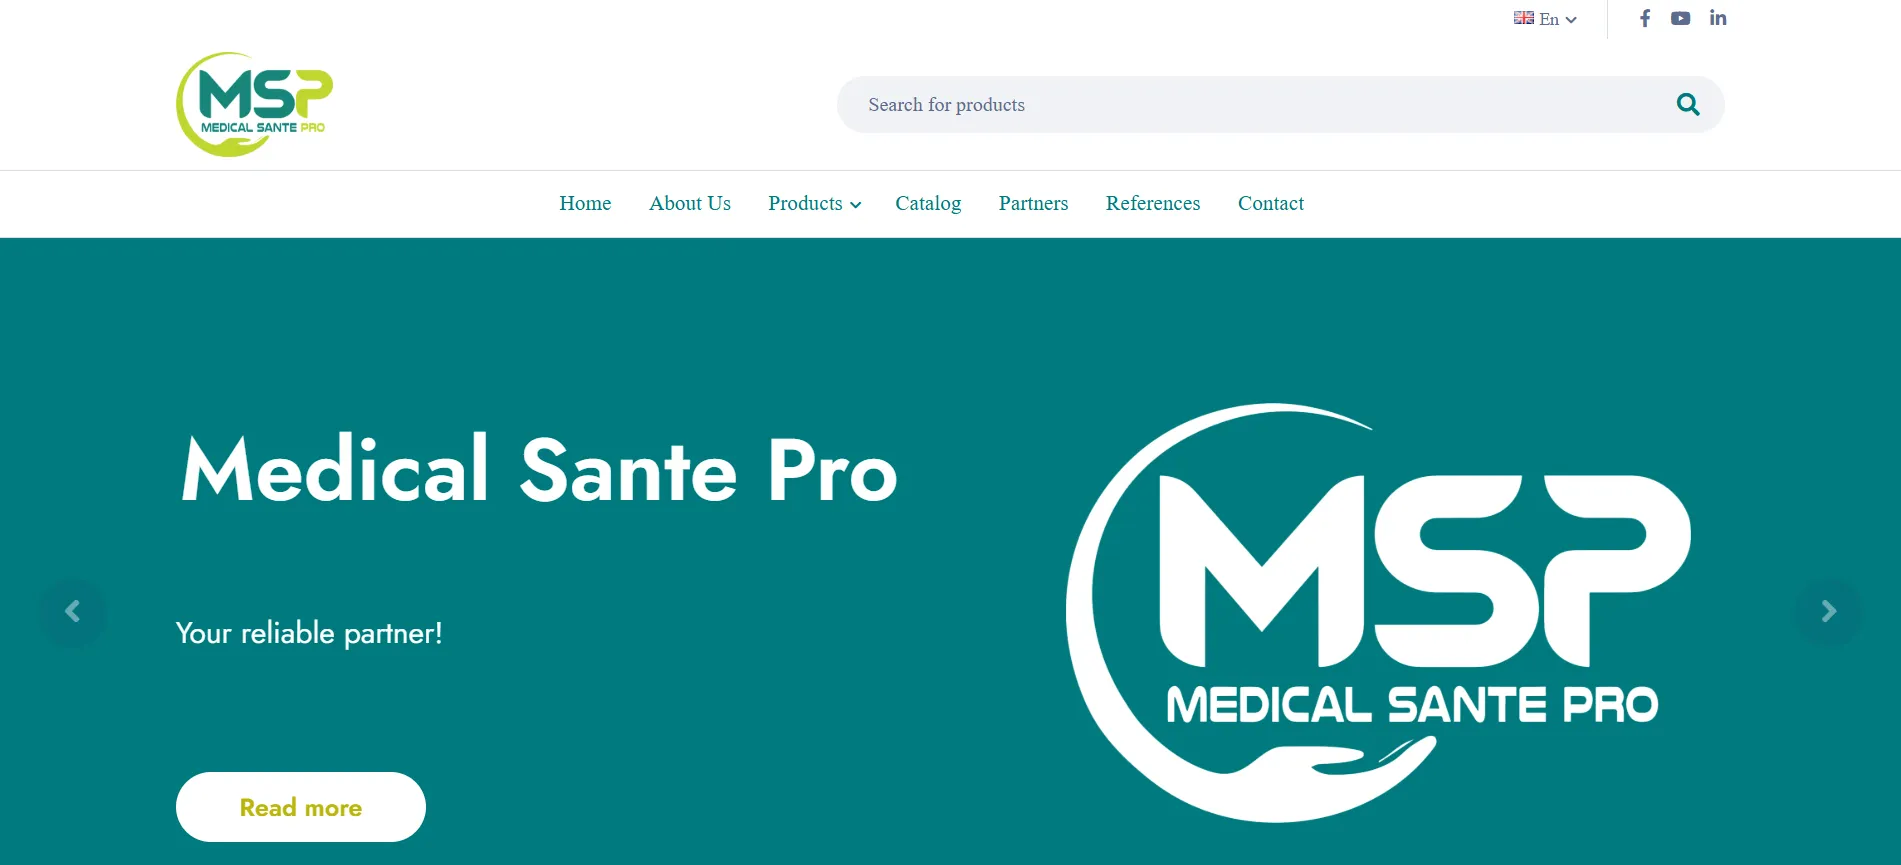 En
MSP
MEDICAL SANTE PRO
Search for products
Home About Us Products Catalog Partners References Contact
Medical Sante Pro
Your reliable partner!
Read more
MSP
MEDICAL SANTE PRO